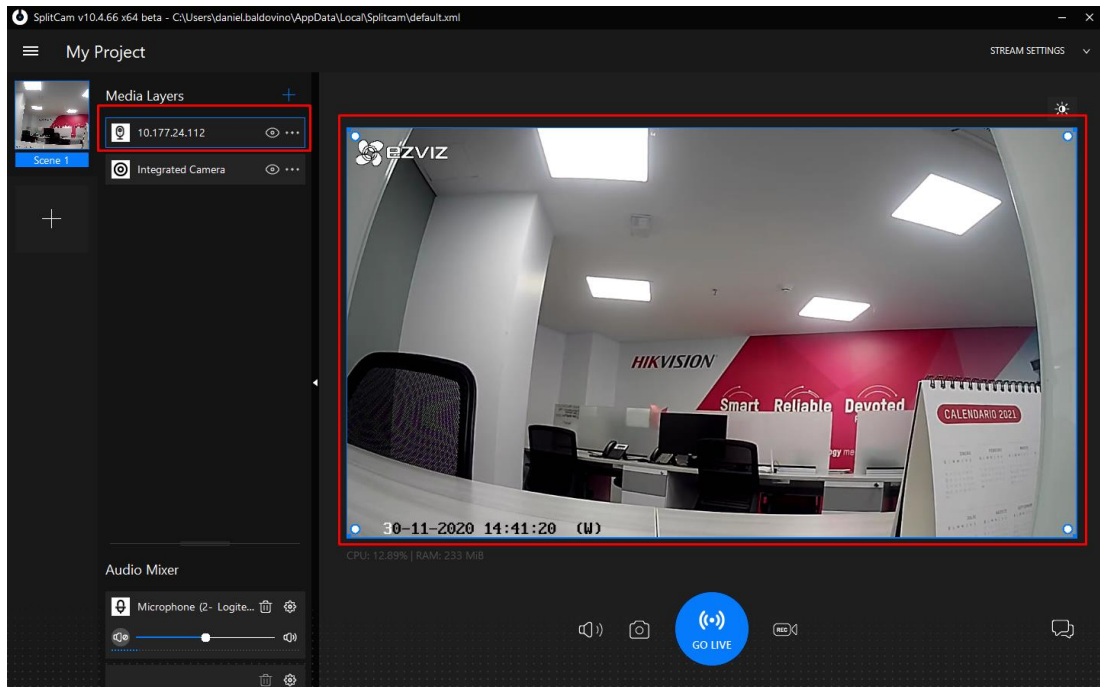 SplitCam v10.4.66 x64 beta - C:\Users\daniel.baldovino\AppData\Local\Splitcam\default.xml
My Project
STREAM SETTINGS
Media Layers
10.177.24.112
Scene 1
Integrated Camera
ezviz
HIKVISION
Smart Reliable Devoted
CALENDARIO 2021
30-11-2020 14:41:20 (W)
CPU: 12.89% | RAM: 233 MiB
Audio Mixer
Microphone (2- Logite...
REC
GO LIVE